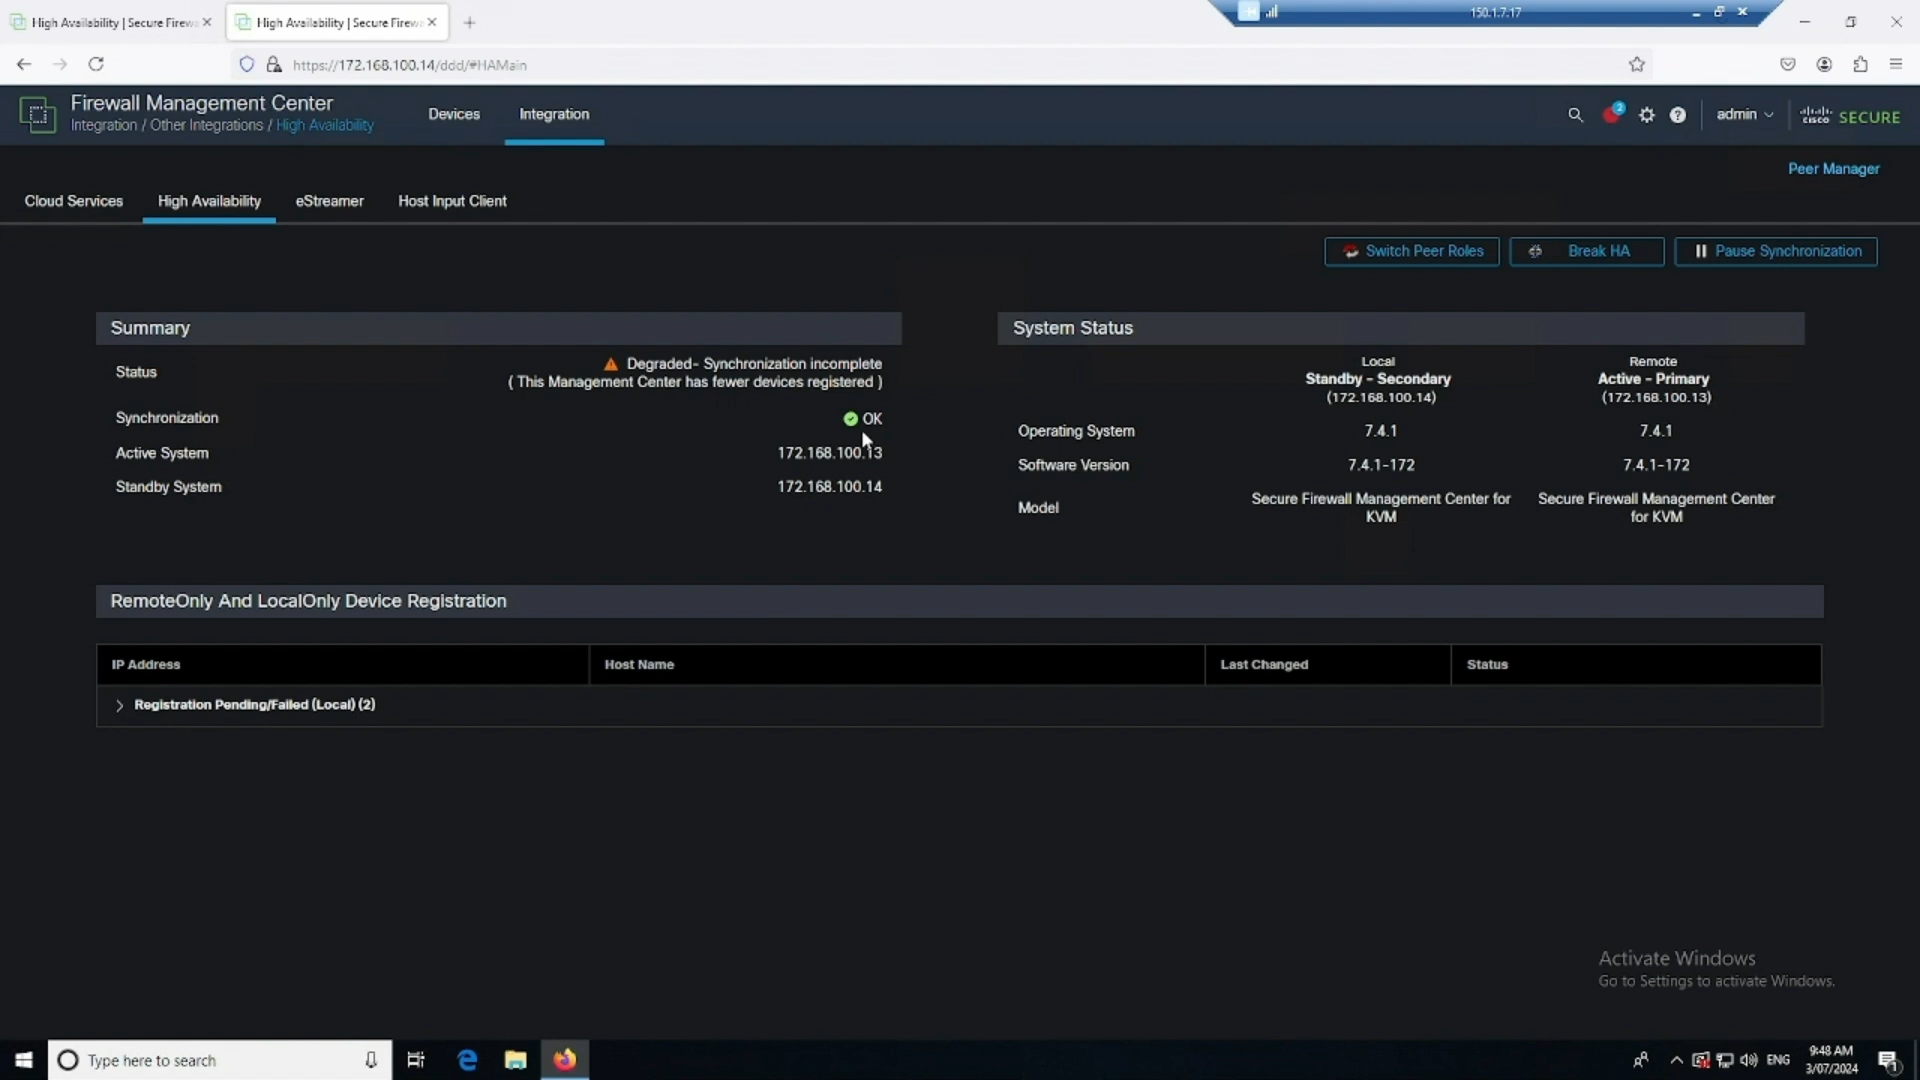 High Availability | Secure Firew
High Availability | Secure Firew
150.1.7.17
https://172.168.100.14/ddd/#HAMain
Firewall Management Center
Integration / Other Integrations / High Availability
Devices
Integration
2
admin
CISCO SECURE
Peer Manager
Cloud Services
High Availability
eStreamer
Host Input Client
Switch Peer Roles
Break HA
Pause Synchronization
Summary
Status
Degraded- Synchronization incomplete
( This Management Center has fewer devices registered )
Synchronization
OK
Active System
172.168.100.13
Standby System
172.168.100.14
System Status
Local
Standby - Secondary
(172.168.100.14)
Remote
Active - Primary
(172.168.100.13)
Operating System
7.4.1
7.4.1
Software Version
7.4.1-172
7.4.1-172
Model
Secure Firewall Management Center for
KVM
Secure Firewall Management Center
for KVM
RemoteOnly And LocalOnly Device Registration
IP Address
Host Name
Last Changed
Status
Registration Pending/Failed (Local) (2)
Activate Windows
Go to Settings to activate Windows.
Type here to search
ENG
9:48 AM
3/07/2024
1